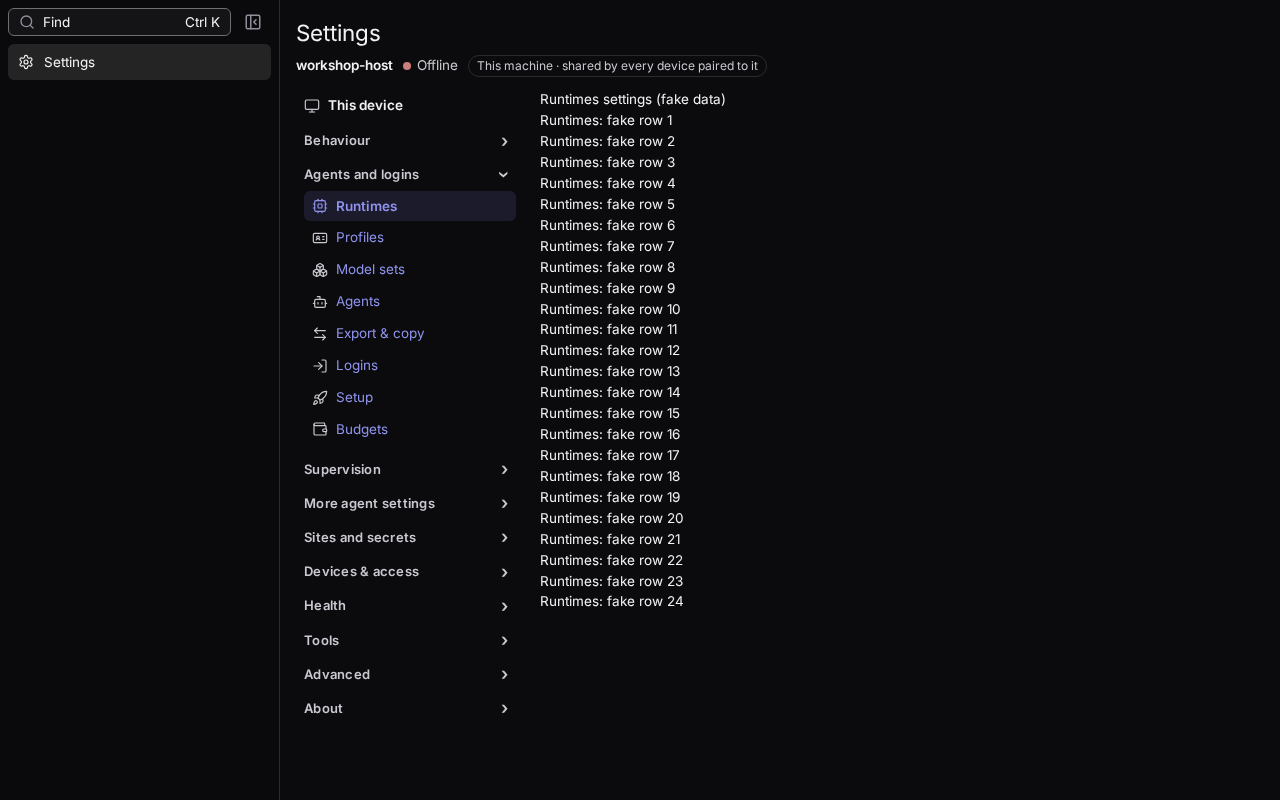 Find Ctrl K
Settings
Settings
workshop-host Offline This machine · shared by every device paired to it
This device
Behaviour
Agents and logins
Runtimes
Profiles
Model sets
Agents
Export & copy
Logins
Setup
Budgets
Supervision
More agent settings
Sites and secrets
Devices & access
Health
Tools
Advanced
About
Runtimes settings (fake data)
Runtimes: fake row 1
Runtimes: fake row 2
Runtimes: fake row 3
Runtimes: fake row 4
Runtimes: fake row 5
Runtimes: fake row 6
Runtimes: fake row 7
Runtimes: fake row 8
Runtimes: fake row 9
Runtimes: fake row 10
Runtimes: fake row 11
Runtimes: fake row 12
Runtimes: fake row 13
Runtimes: fake row 14
Runtimes: fake row 15
Runtimes: fake row 16
Runtimes: fake row 17
Runtimes: fake row 18
Runtimes: fake row 19
Runtimes: fake row 20
Runtimes: fake row 21
Runtimes: fake row 22
Runtimes: fake row 23
Runtimes: fake row 24